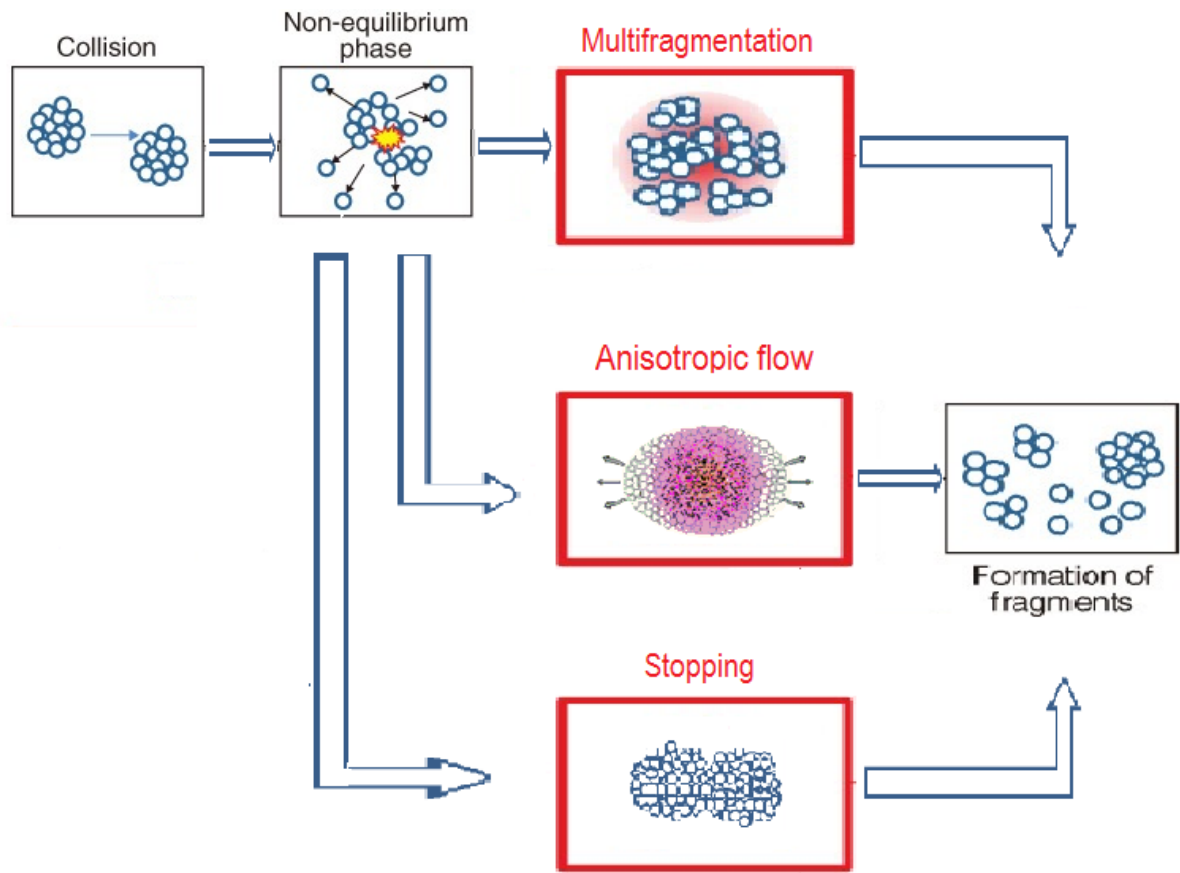 Collision
Non-equilibrium
phase
Multifragmentation
Anisotropic flow
Formation of
fragments
Stopping